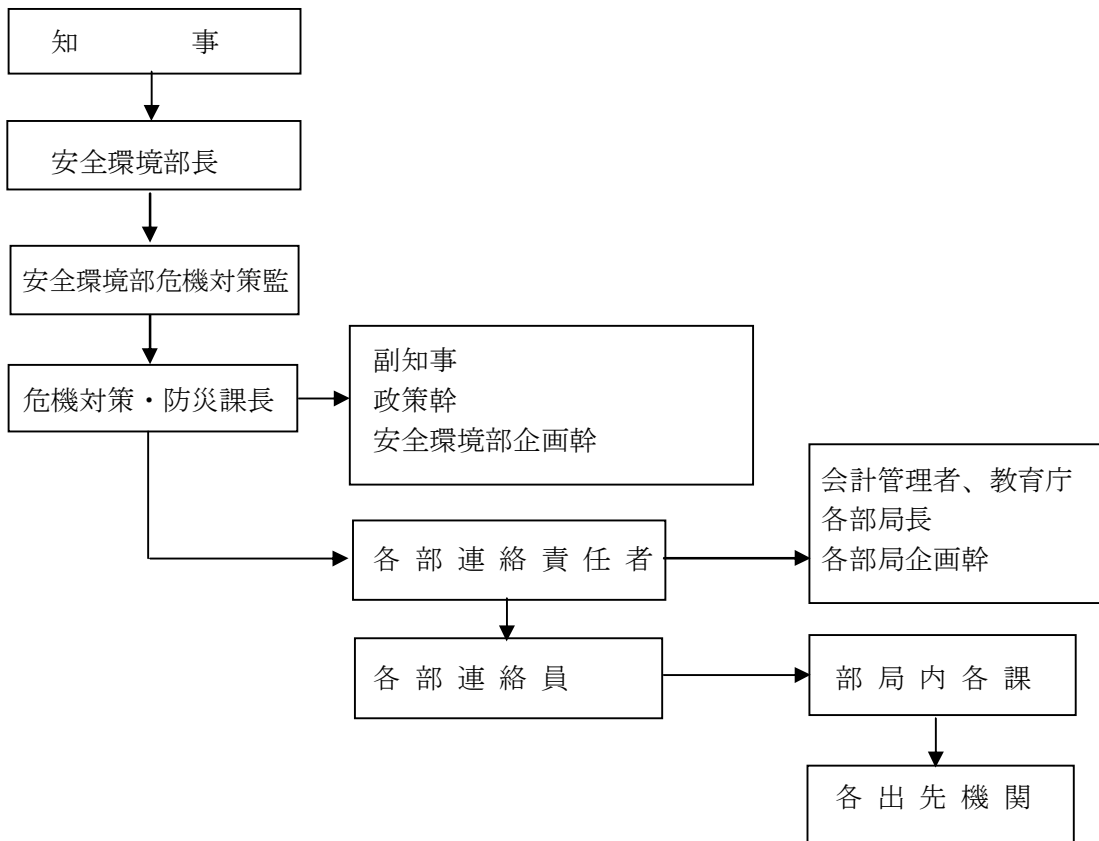 知　　　　事
安全環境部長
安全環境部危機対策監
危機対策・防災課長
副知事
政策幹
安全環境部企画幹
会計管理者、教育庁
各部局長
各部局企画幹
各 部 連 絡 責 任 者
各 部 連 絡 員
部 局 内 各 課
各 出 先 機 関